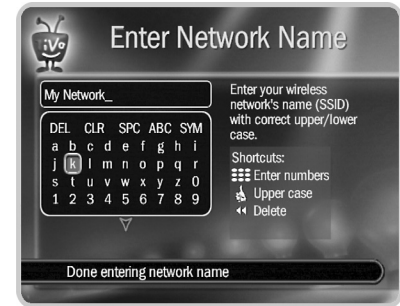 TiVo
Enter Network Name
My Network_
DEL CLR SPC ABC SYM
a b c d e f g h i
j k l m n o p q r
s t u v w x y z 0
1 2 3 4 5 6 7 8 9
Enter your wireless
network's name (SSID)
with correct upper/lower
case.
Shortcuts:
Enter numbers
Upper case
Delete
Done entering network name